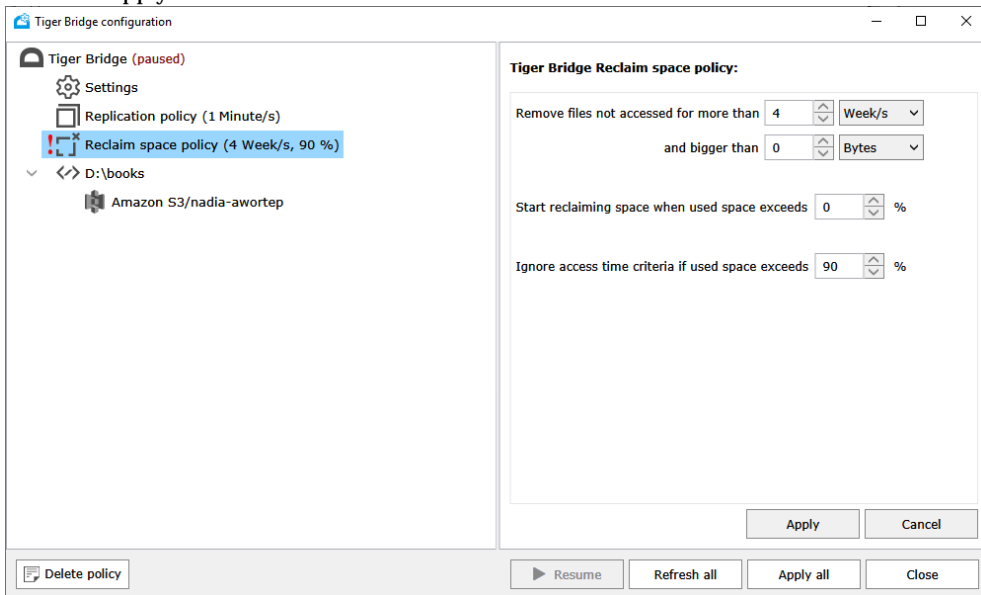 Tiger Bridge configuration
Tiger Bridge (paused)
Settings
Replication policy (1 Minute/s)
Reclaim space policy (4 Week/s, 90 %)
D:\books
Amazon S3/nadia-awortep
Tiger Bridge Reclaim space policy:
Remove files not accessed for more than 4 Week/s
and bigger than 0 Bytes
Start reclaiming space when used space exceeds 0 %
Ignore access time criteria if used space exceeds 90 %
Apply Cancel
Delete policy Resume Refresh all Apply all Close